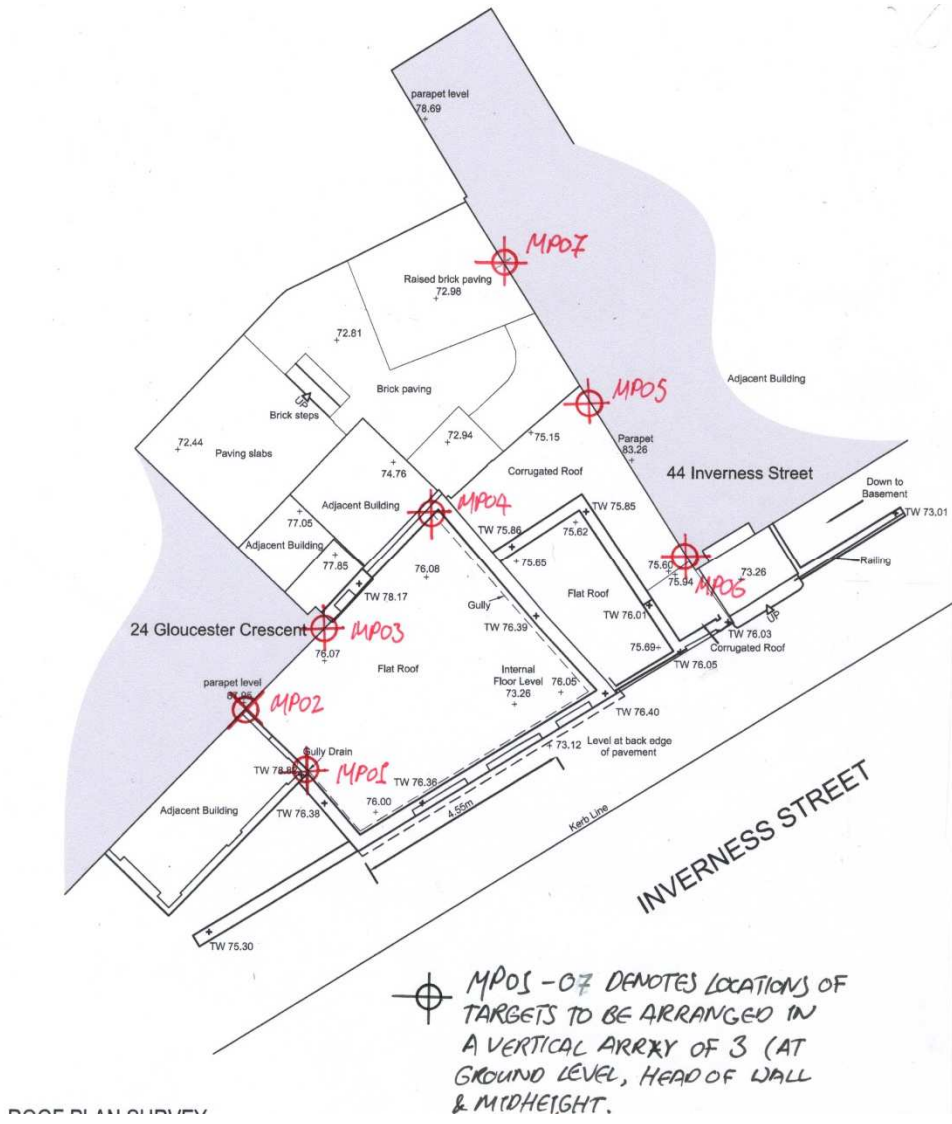 parapet level
78.69
MP07
Raised brick paving
72.98
72.81
Adjacent Building
MP05
Brick paving
UP
Brick steps
72.94
75.15
Parapet
83.26
72.44
Paving slabs
74.76
Corrugated Roof
44 Inverness Street
Down to
Basement
77.05
Adjacent Building
MP04
TW 75.86
TW 75.85
TW 73.01
75.62
Adjacent Building
77.85
76.08
75.65
75.60
75.94
MP06
73.26
Railing
TW 78.17
Gully
Flat Roof
TW 76.01
UP
24 Gloucester Crescent
MP03
TW 76.39
75.69
TW 76.03
Corrugated Roof
76.07
Flat Roof
Internal
Floor Level
73.26
76.05
TW 76.05
parapet level
MP02
TW 76.40
73.12
Level at back edge
of pavement
Gully Drain
MP01
TW 76.36
Adjacent Building
TW 76.38
76.00
4.55m
Kerb Line
INVERNESS STREET
TW 75.30
MP01-07 DENOTES LOCATIONS OF
TARGETS TO BE ARRANGED IN
A VERTICAL ARRAY OF 3 (AT
GROUND LEVEL, HEAD OF WALL
& MIDHEIGHT.
ROOF PLAN SURVEY